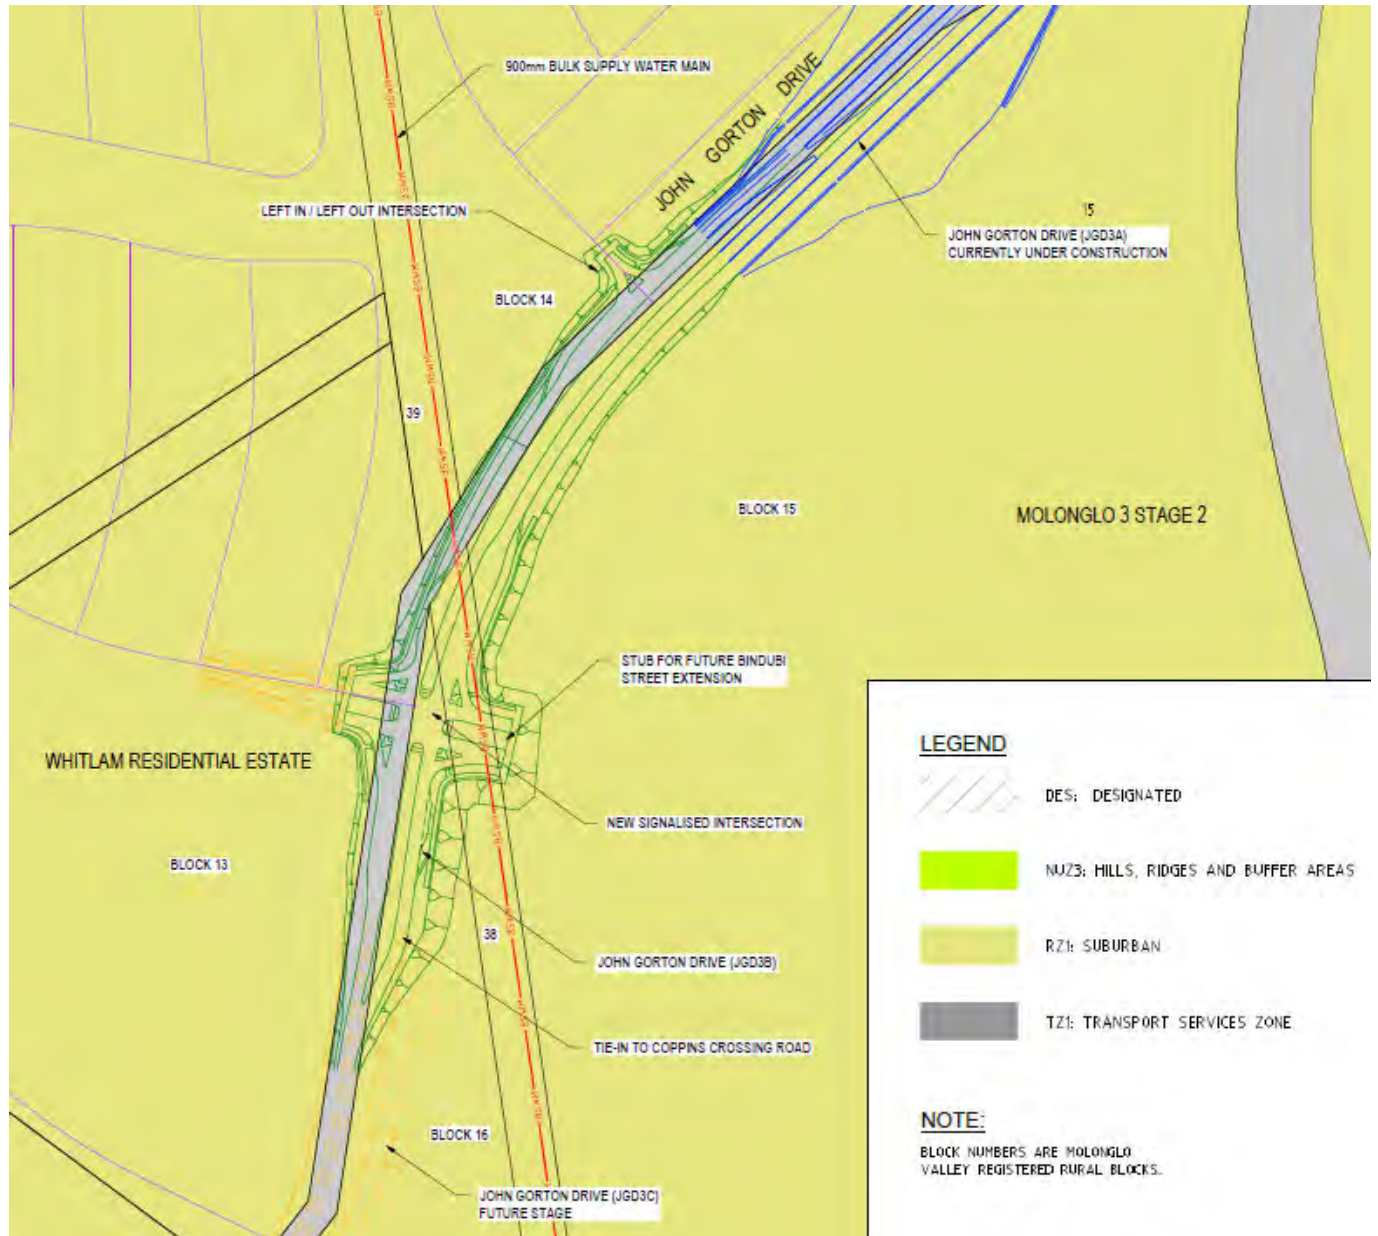 900mm BULK SUPPLY WATER MAIN
JOHN GORTON DRIVE
LEFT IN / LEFT OUT INTERSECTION
15
JOHN GORTON DRIVE (JGD3A)
CURRENTLY UNDER CONSTRUCTION
BLOCK 14
39
BLOCK 15
MOLONGLO 3 STAGE 2
STUB FOR FUTURE BINDUBI
STREET EXTENSION
WHITLAM RESIDENTIAL ESTATE
NEW SIGNALISED INTERSECTION
BLOCK 13
38
JOHN GORTON DRIVE (JGD3B)
TIE-IN TO COPPINS CROSSING ROAD
BLOCK 16
JOHN GORTON DRIVE (JGD3C)
FUTURE STAGE
LEGEND
DES: DESIGNATED
NUZ3: HILLS, RIDGES AND BUFFER AREAS
RZ1: SUBURBAN
TZ1: TRANSPORT SERVICES ZONE
NOTE:
BLOCK NUMBERS ARE MOLONGLO
VALLEY REGISTERED RURAL BLOCKS.